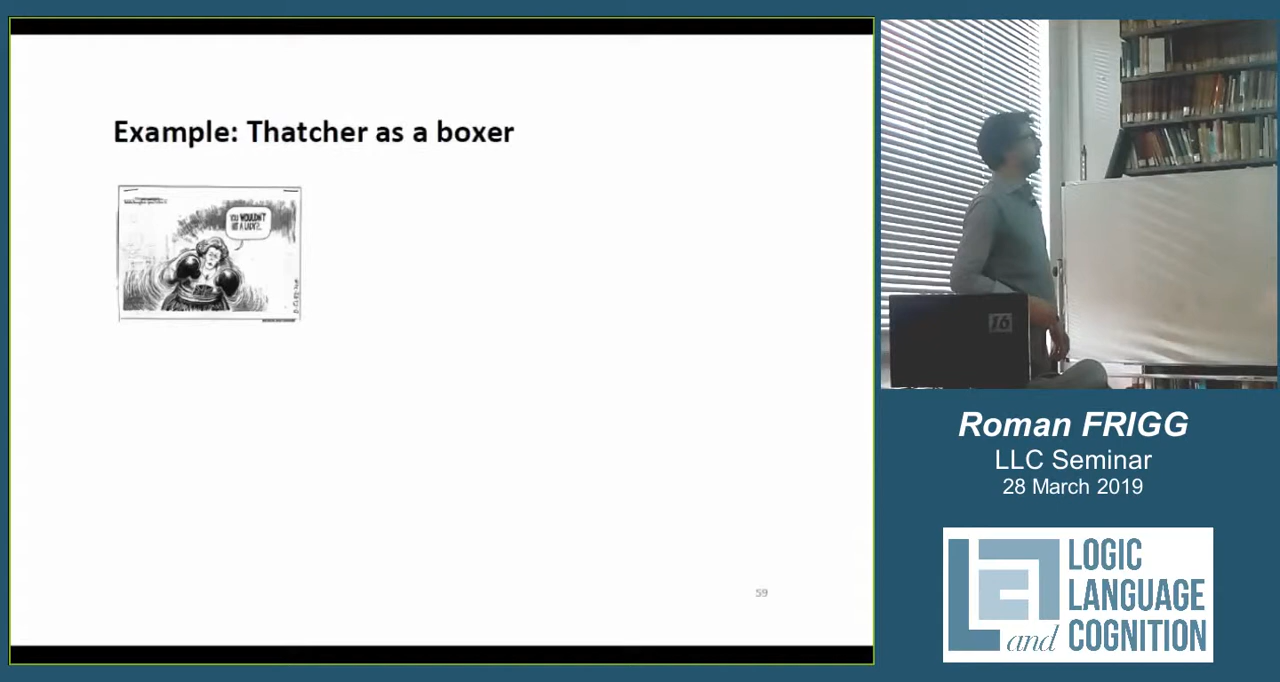 Example: Thatcher as a boxer
YOU WOULDN'T
HIT A LADY?..
59
16
Roman FRIGG
LLC Seminar
28 March 2019
LOGIC
LANGUAGE
and COGNITION